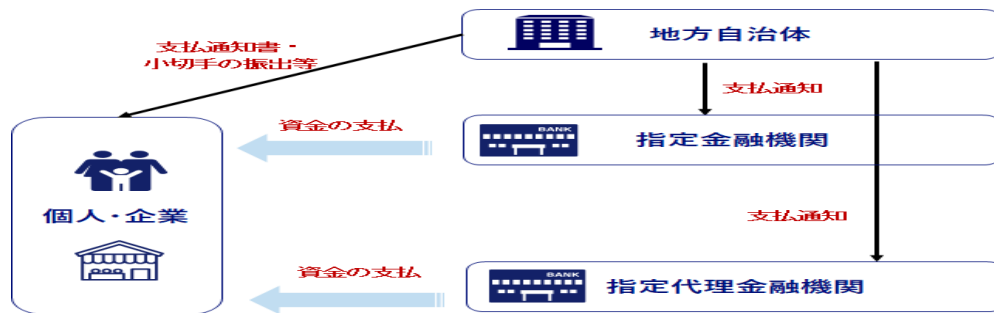 地方自治体
支払通知書・
小切手の振出等
支払通知
資金の支払
BANK
指定金融機関
個人・企業
支払通知
資金の支払
BANK
指定代理金融機関